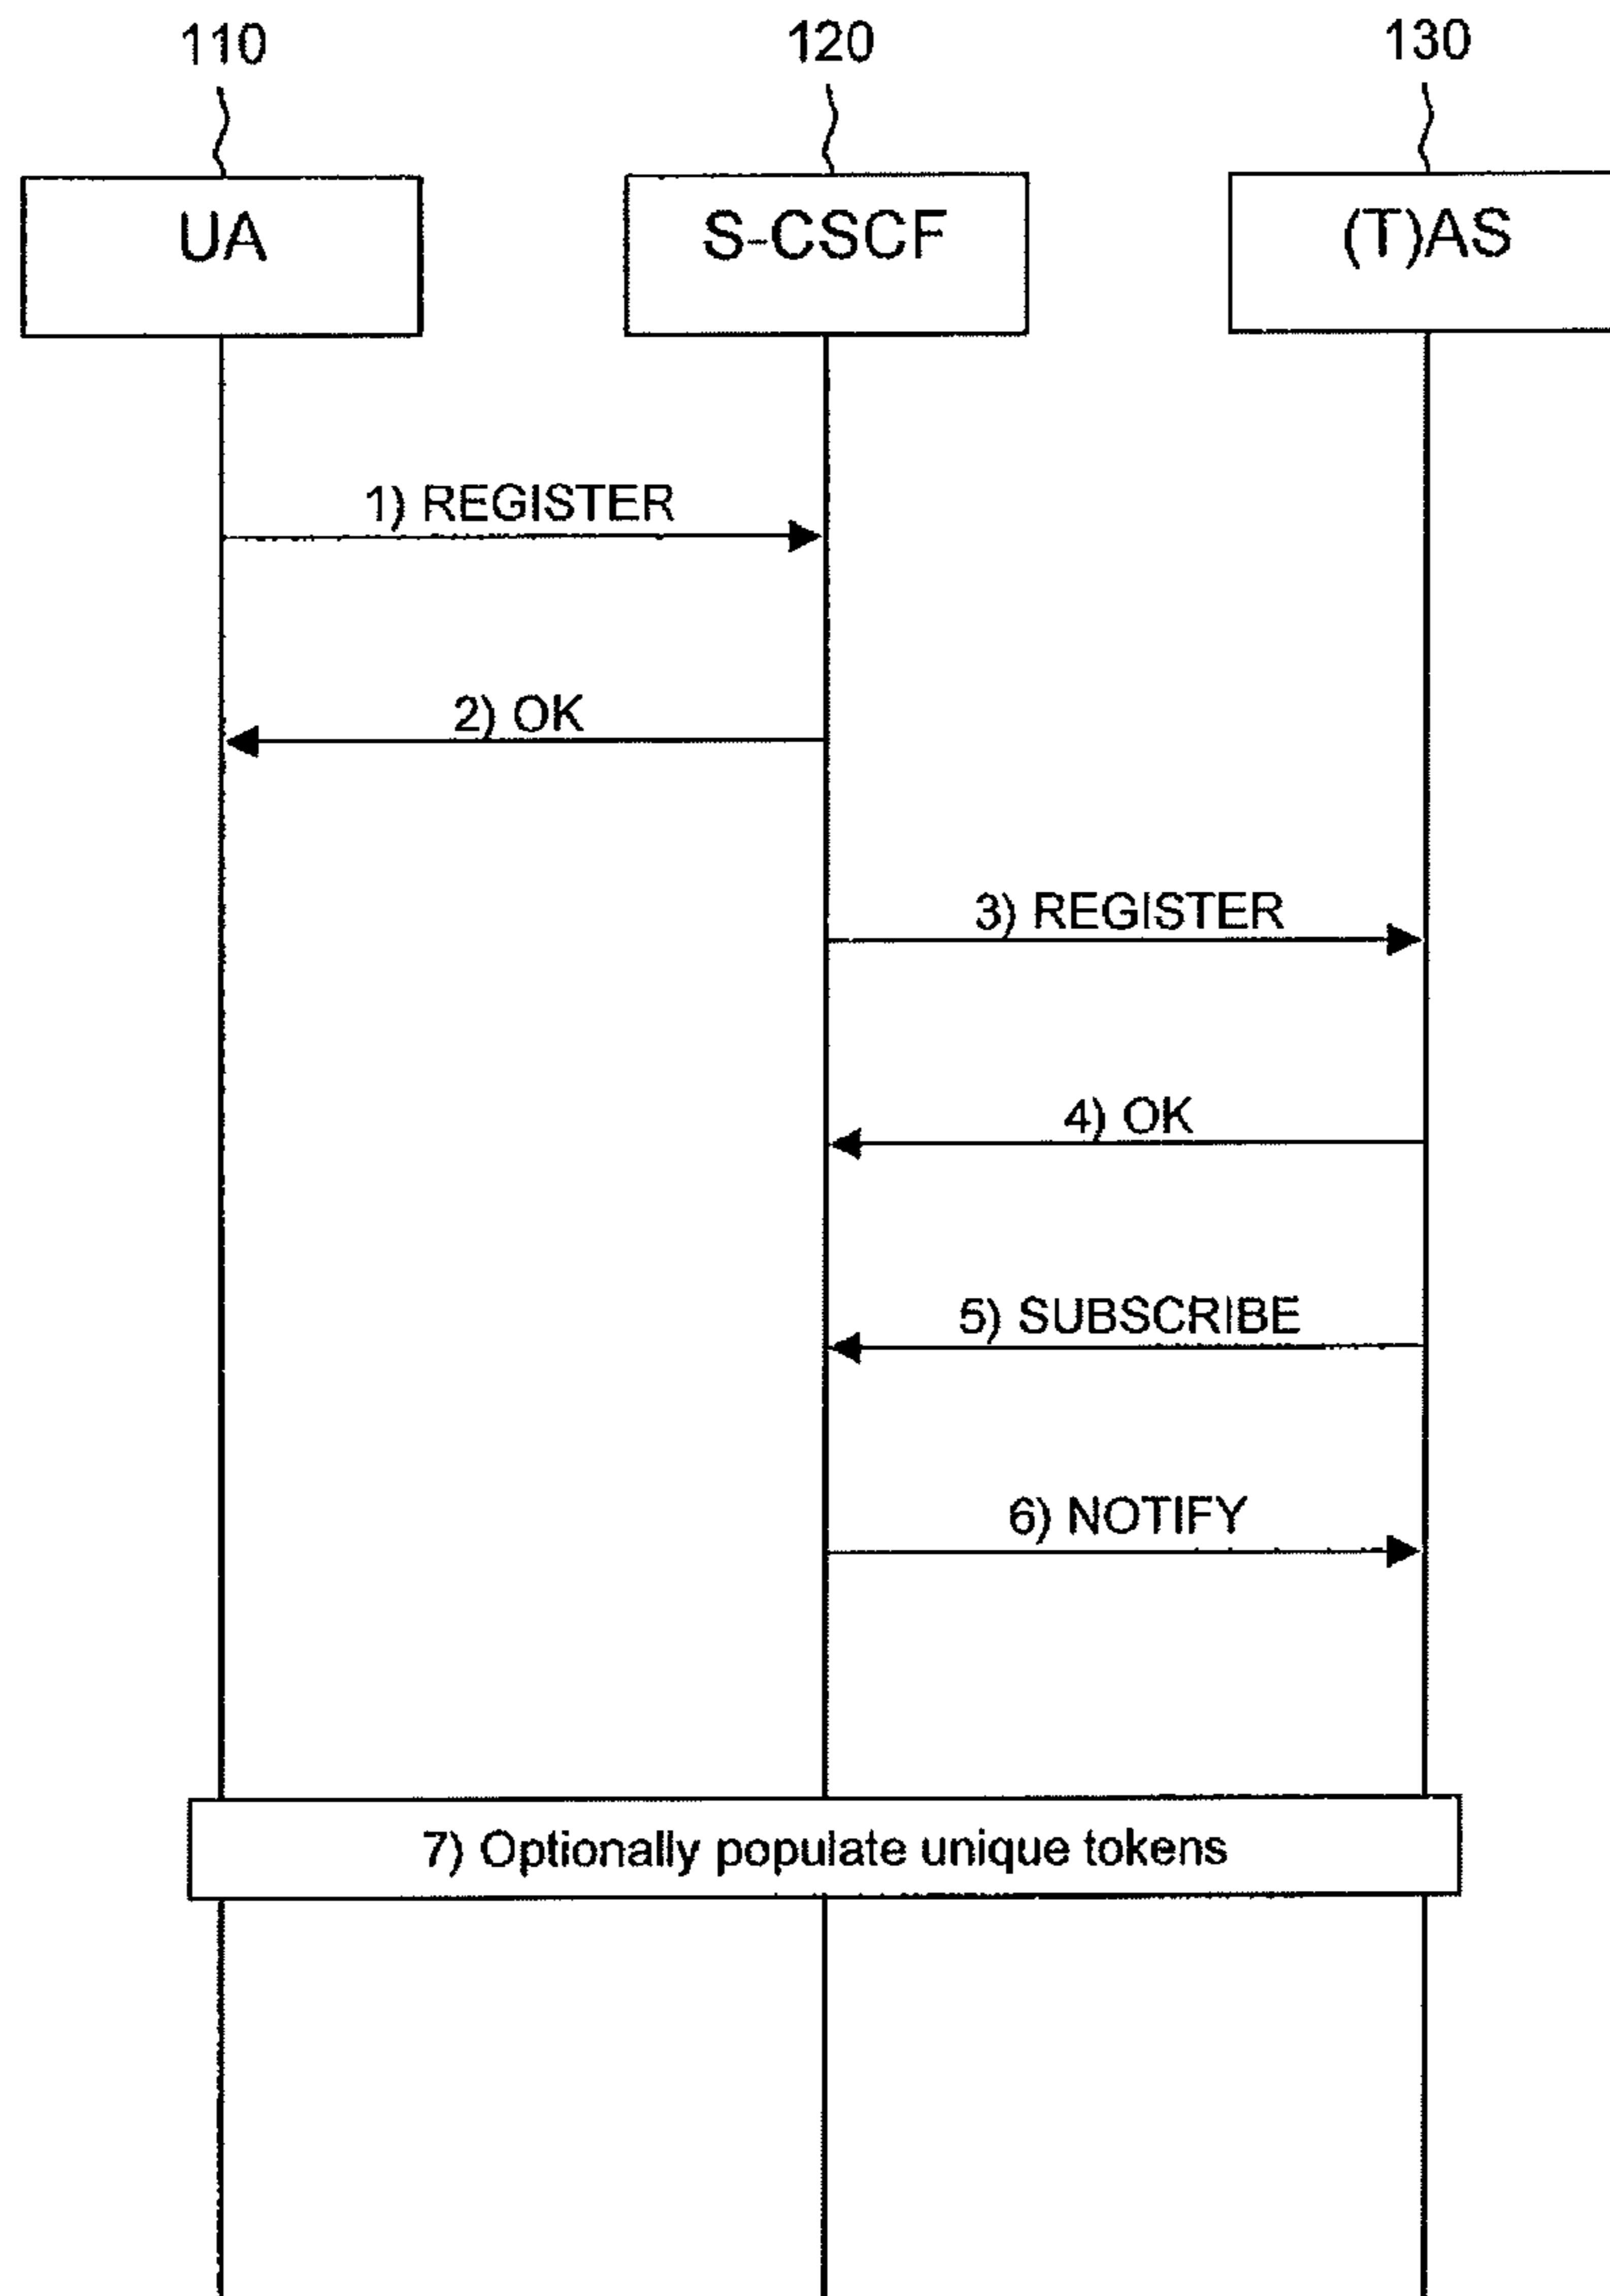 110 120 130
UA S-CSCF (T)AS
1) REGISTER
2) OK
3) REGISTER
4) OK
5) SUBSCRIBE
6) NOTIFY
7) Optionally populate unique tokens